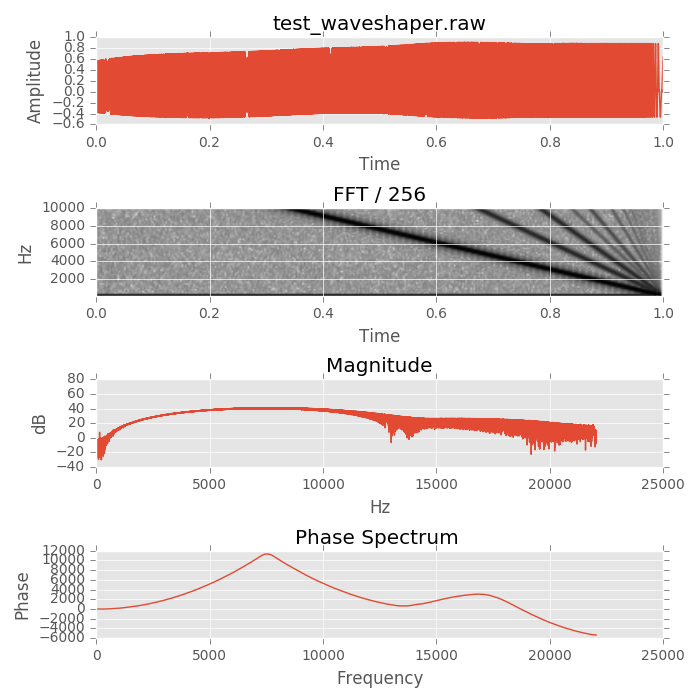 test_waveshaper.raw
1.0
0.8
0.6
0.4
0.2
0.0
−0.2
−0.4
−0.6
Amplitude
0.0 0.2 0.4 0.6 0.8 1.0
Time
FFT / 256
10000
8000
6000
4000
2000
Hz
0.0 0.2 0.4 0.6 0.8 1.0
Time
Magnitude
80
60
40
20
0
−20
−40
dB
0 5000 10000 15000 20000 25000
Hz
Phase Spectrum
12000
10000
8000
6000
4000
2000
0
−2000
−4000
−6000
Phase
0 5000 10000 15000 20000 25000
Frequency